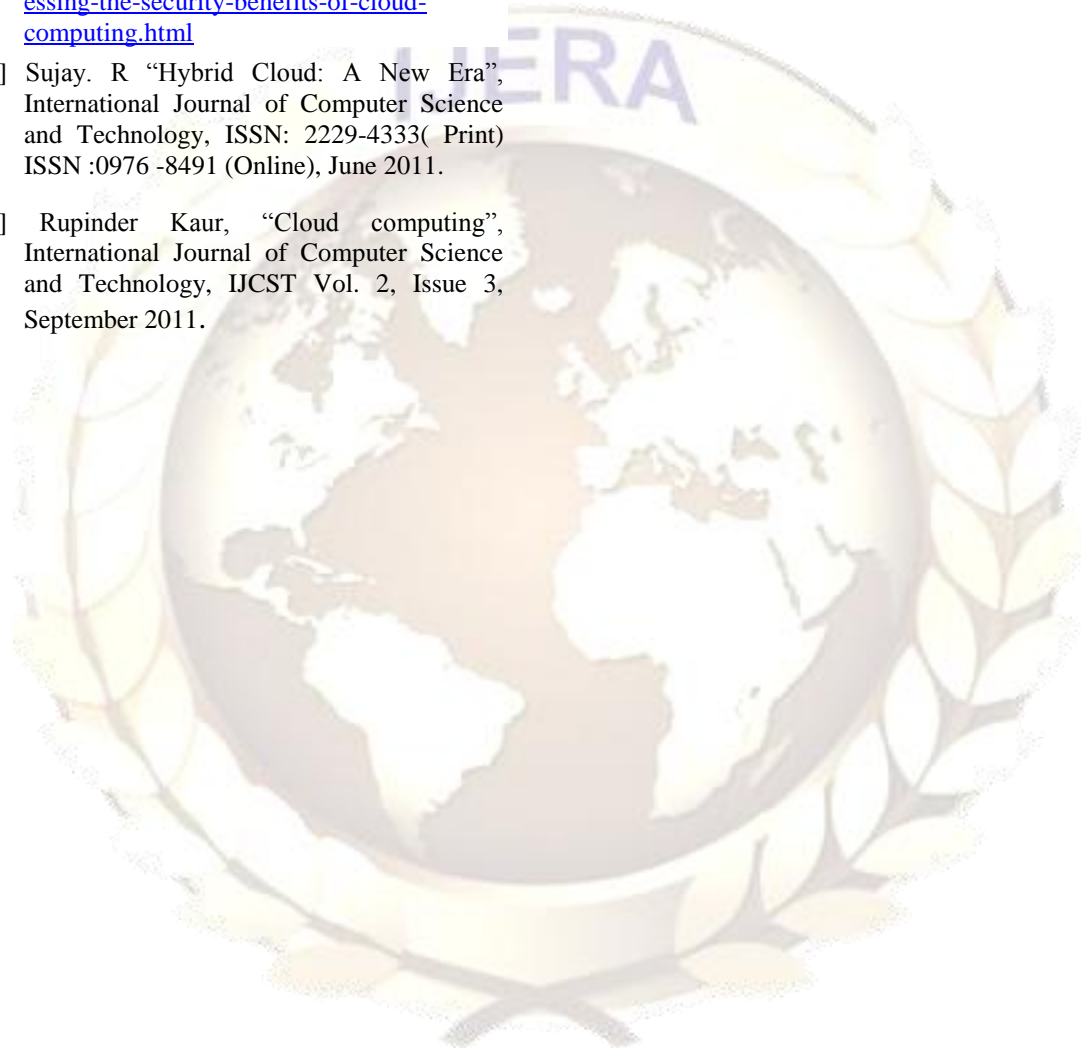 essing-the-security-benefits-of-cloud-
computing.html
IJERA
] Sujay. R “Hybrid Cloud: A New Era”,
International Journal of Computer Science
and Technology, ISSN: 2229-4333( Print)
ISSN :0976 -8491 (Online), June 2011.
] Rupinder Kaur, “Cloud computing”,
International Journal of Computer Science
and Technology, IJCST Vol. 2, Issue 3,
September 2011.